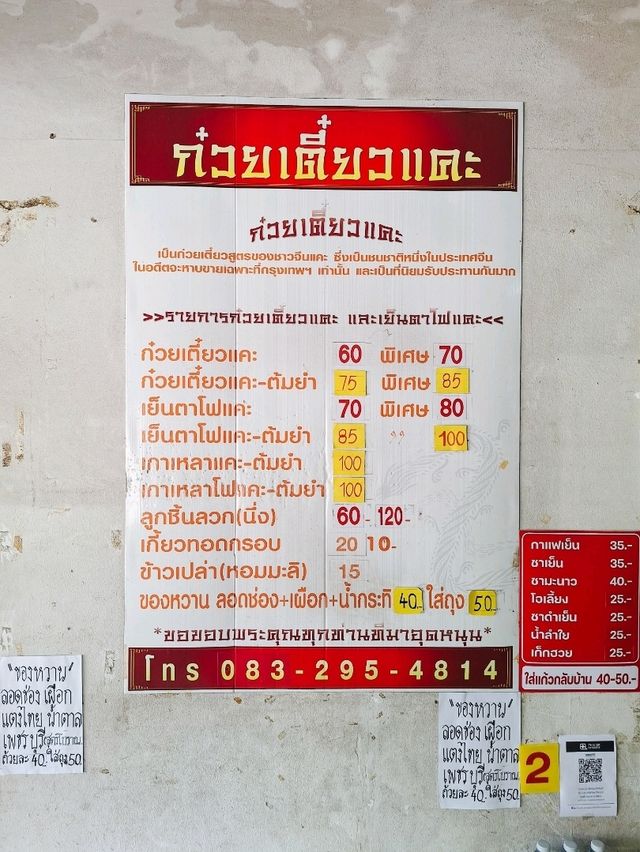 ก๋วยเตี๋ยวแคะ
ก๋วยเตี๋ยวแคะ
เป็นก๋วยเตี๋ยวสูตรของชาวจีนแคะ ซึ่งเป็นชนชาติหนึ่งในประเทศจีน
ในอดีตจะหาบขายเฉพาะที่กรุงเทพฯ เท่านั้น และเป็นที่นิยมรับประทานกันมาก
>>รายการก๋วยเตี๋ยวแคะ และเย็นตาโฟแคะ<<
ก๋วยเตี๋ยวแคะ 60 พิเศษ 70
ก๋วยเตี๋ยวแคะ-ต้มยำ 75 พิเศษ 85
เย็นตาโฟแคะ 70 พิเศษ 80
เย็นตาโฟแคะ-ต้มยำ 85 " 100
เกาเหลาแคะ-ต้มยำ 100
เกาเหลาโฟแคะ-ต้มยำ 100
ลูกชิ้นลวก(นึ่ง) 60-120-
เกี้ยวทอดกรอบ 20 10-
ข้าวเปล่า(หอมมะลิ) 15
ของหวาน ลอดช่อง+เผือก+น้ำกะทิ 40.- ใส่ถุง 50.-
*ขอขอบพระคุณทุกท่านที่มาอุดหนุน*
โทร 083-295-4814
กาแฟเย็น 35.-
ชาเย็น 35.-
ชามะนาว 40.-
โอเลี้ยง 25.-
ชาดำเย็น 25.-
น้ำลำใย 25.-
เก็กฮวย 25.-
ใส่แก้วกลับบ้าน 40-50.-
"ของหวาน"
ลอดช่อง เผือก
แตงไทย น้ำตาล
เพชรบุรี(สูตรโบราณ)
ถ้วยละ 40.ใส่ถุง 50.
"ของหวาน"
ลอดช่อง เผือก
แตงไทย น้ำตาล
เพชรบุรี(สูตรโบราณ)
ถ้วยละ 40.ใส่ถุง 50.
2